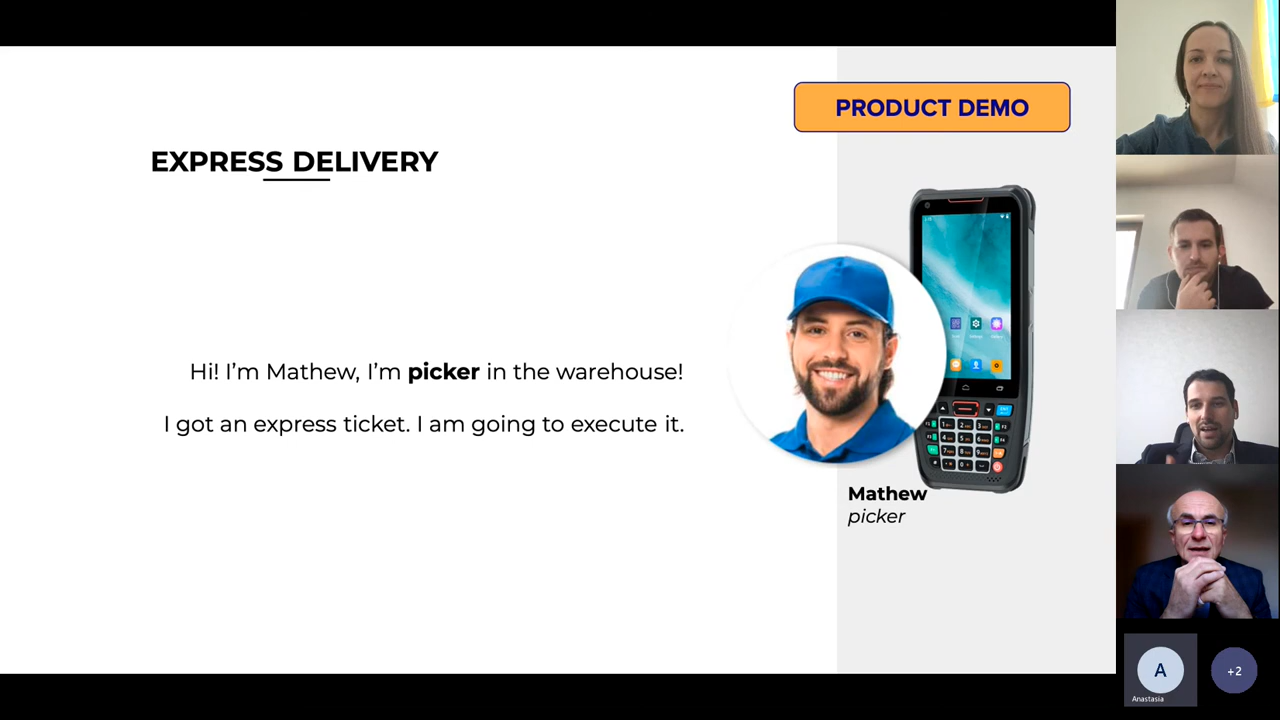 PRODUCT DEMO
EXPRESS DELIVERY
Hi! I’m Mathew, I’m picker in the warehouse!
I got an express ticket. I am going to execute it.
Mathew
picker
A
Anastasia
+2